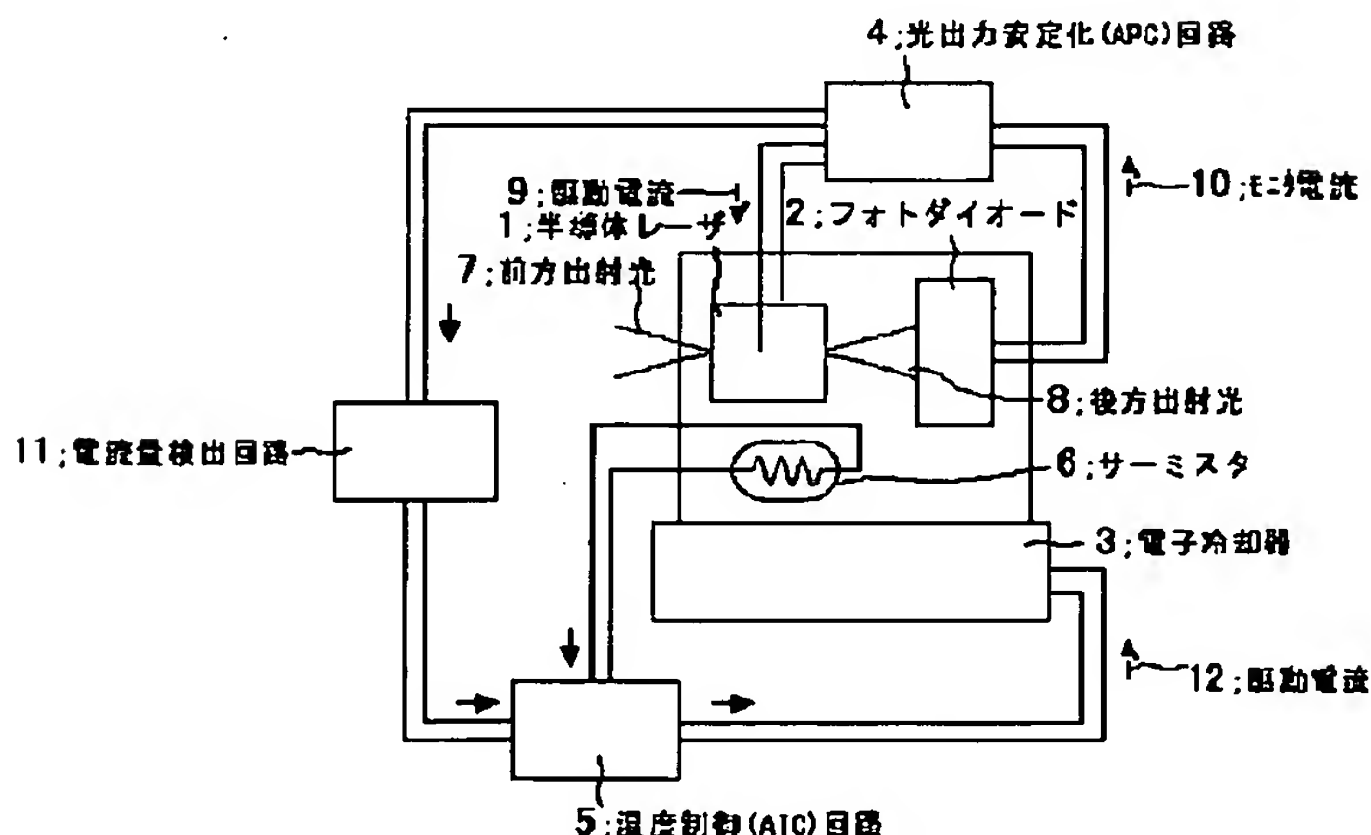 4;光出力安定化(APC)回路
9;駆動電流
10;モニタ電流
1;半導体レーザ
2;フォトダイオード
7;前方出射光
8;後方出射光
11;電流量検出回路
6;サーミスタ
3;電子冷却器
12;駆動電流
5;温度制御(ATC)回路